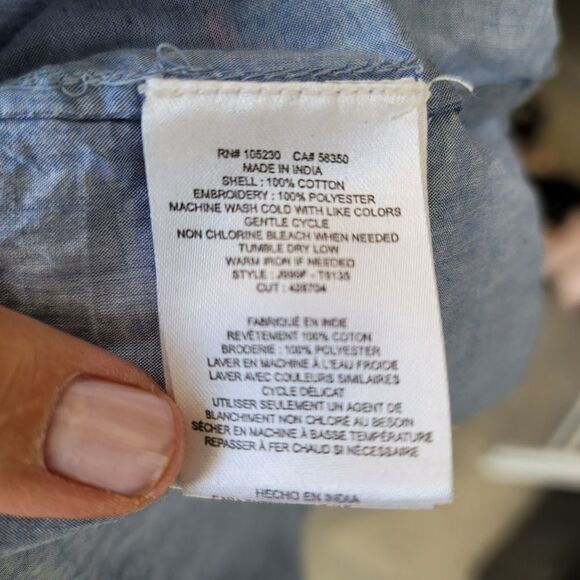 RN# 105230 CA# 56350
MADE IN INDIA
SHELL : 100% COTTON
EMBROIDERY : 100% POLYESTER
MACHINE WASH COLD WITH LIKE COLORS
GENTLE CYCLE
NON CHLORINE BLEACH WHEN NEEDED
TUMBLE DRY LOW
WARM IRON IF NEEDED
STYLE :
CUT :
FABRIQUÉ EN INDE
REVÊTEMENT 100% COTON
BRODERIE : 100% POLYESTER
LAVER EN MACHINE À L'EAU FROIDE
LAVER AVEC COULEURS SIMILAIRES
CYCLE DÉLICAT
UTILISER SEULEMENT UN AGENT DE
BLANCHIMENT NON CHLORÉ AU BESOIN
SÉCHER EN MACHINE À BASSE TEMPÉRATURE
REPASSER À FER CHAUD SI NÉCESSAIRE
HECHO EN INDIA